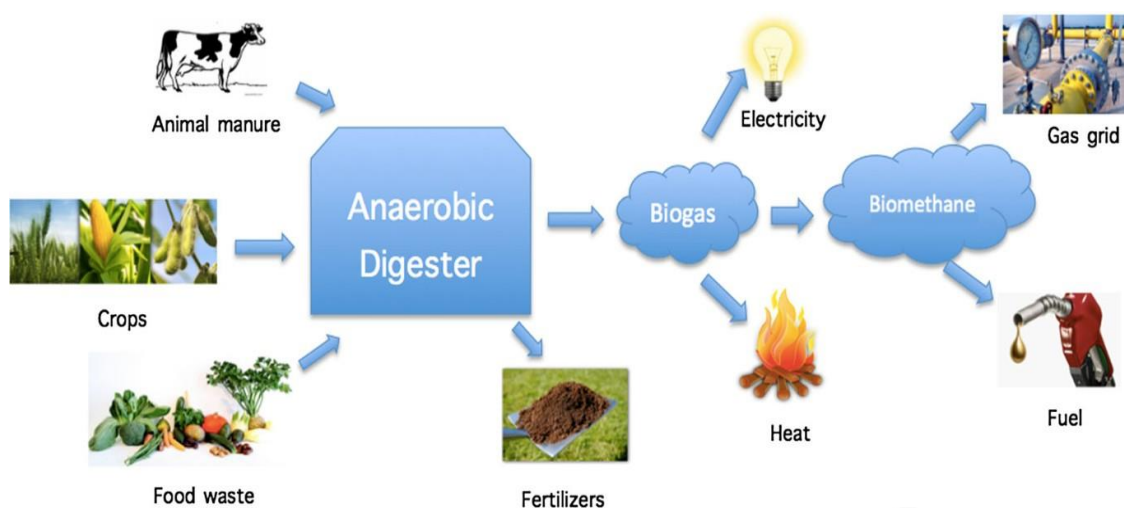 Animal manure
Crops
Food waste
Anaerobic
Digester
Fertilizers
Biogas
Electricity
Heat
Biomethane
Gas grid
Fuel